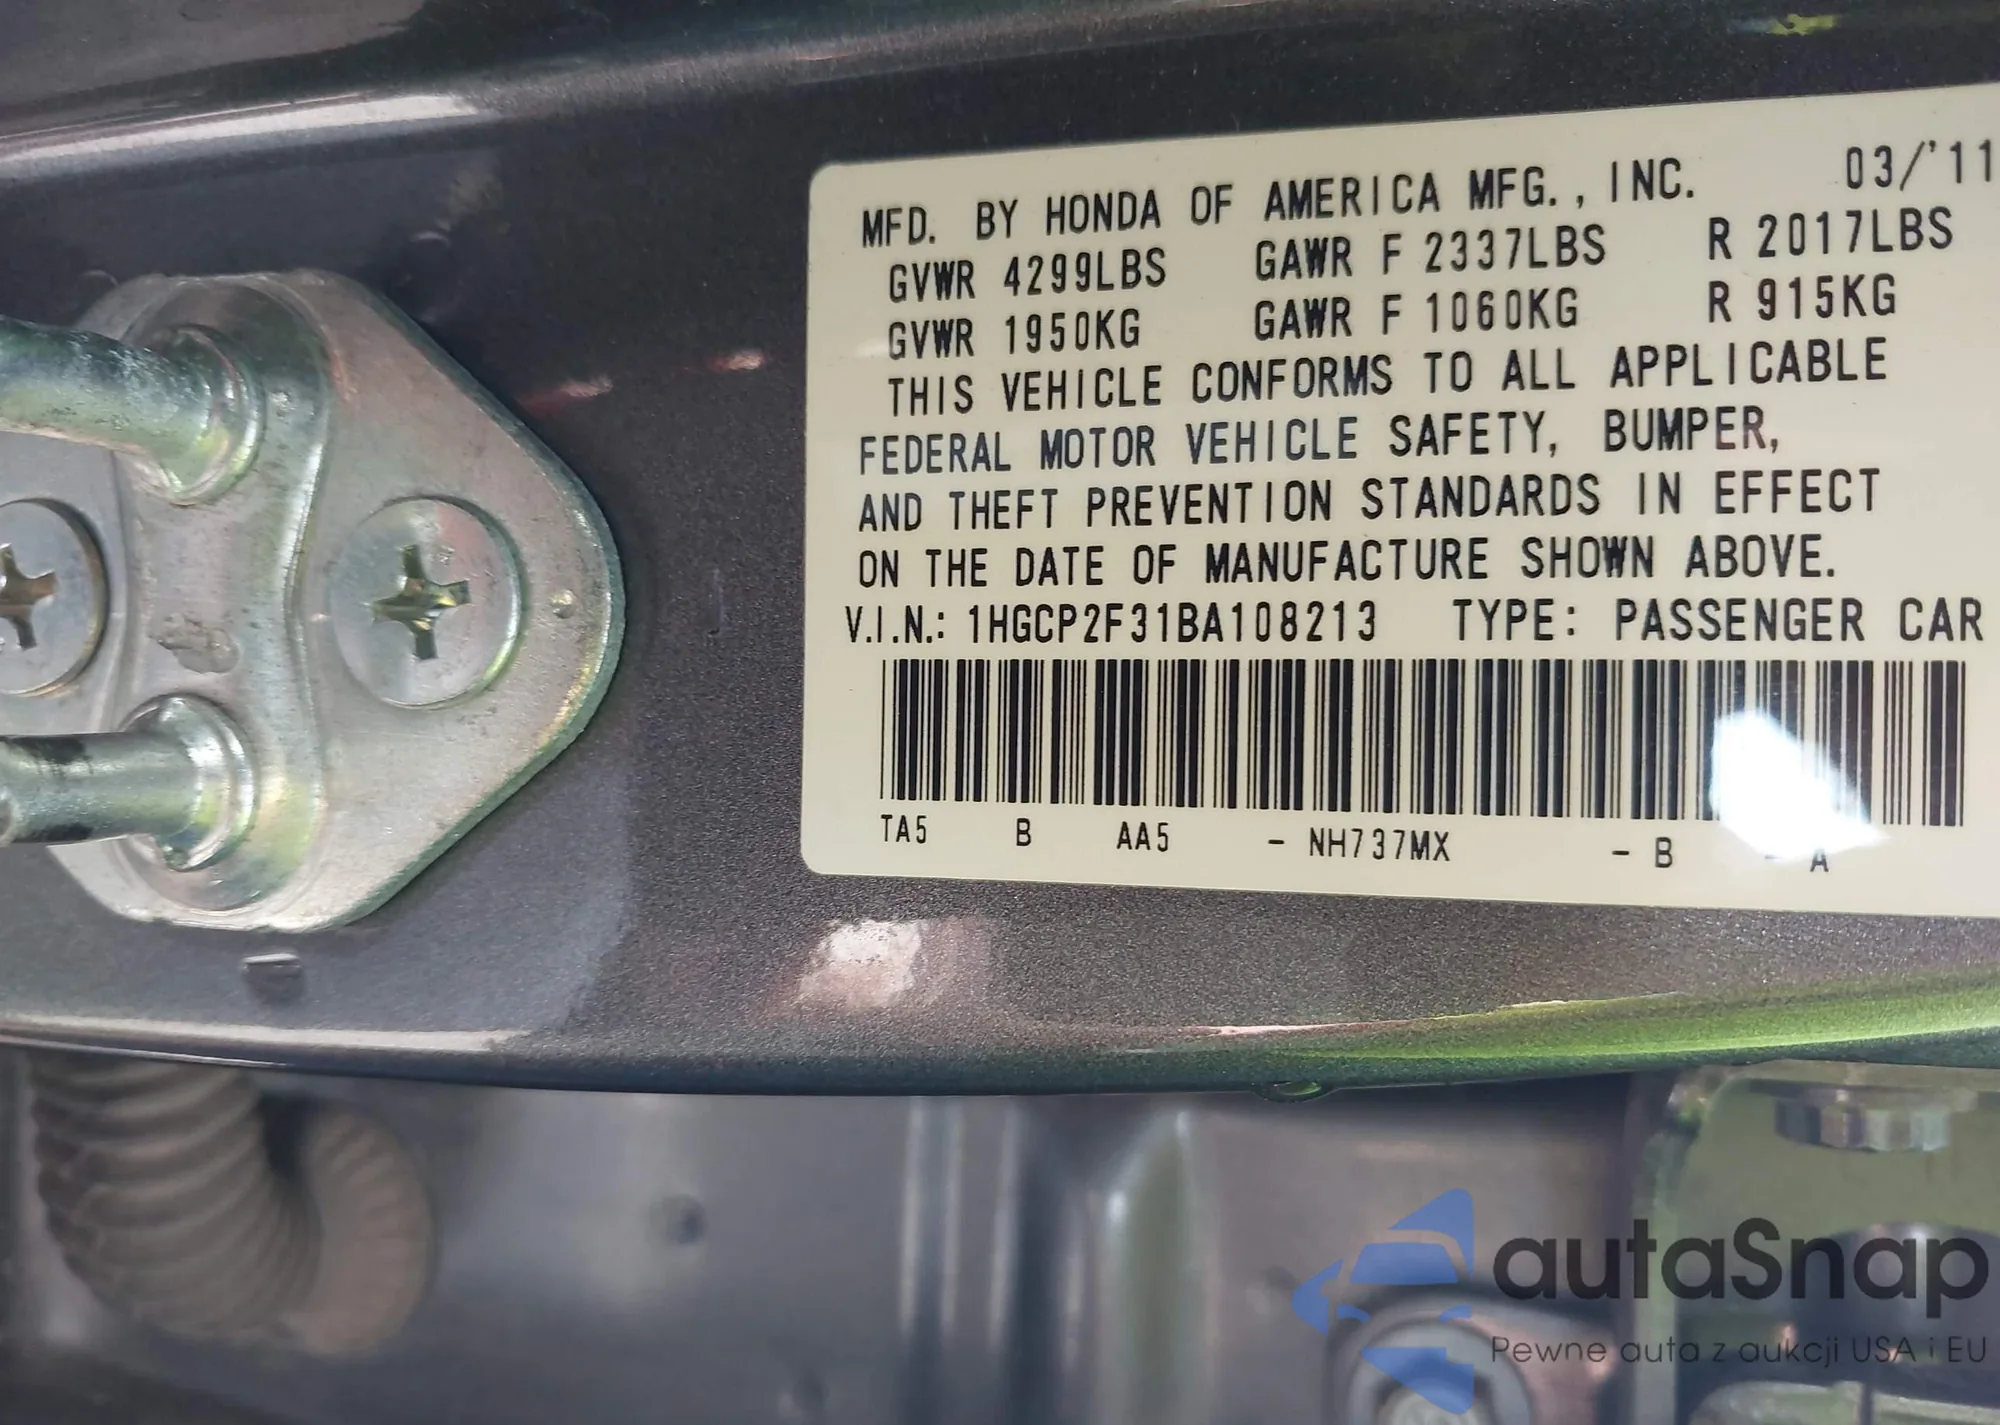 MFD. BY HONDA OF AMERICA MFG., INC. 03/'11
GVWR 4299LBS GAWR F 2337LBS R 2017LBS
GVWR 1950KG GAWR F 1060KG R 915KG
THIS VEHICLE CONFORMS TO ALL APPLICABLE
FEDERAL MOTOR VEHICLE SAFETY, BUMPER,
AND THEFT PREVENTION STANDARDS IN EFFECT
ON THE DATE OF MANUFACTURE SHOWN ABOVE.
V.I.N.: 1HGCP2F31BA108213 TYPE: PASSENGER CAR
TA5 B AA5 - NH737MX - B - A
autaSnap
Pewne auta z aukcji USA i EU